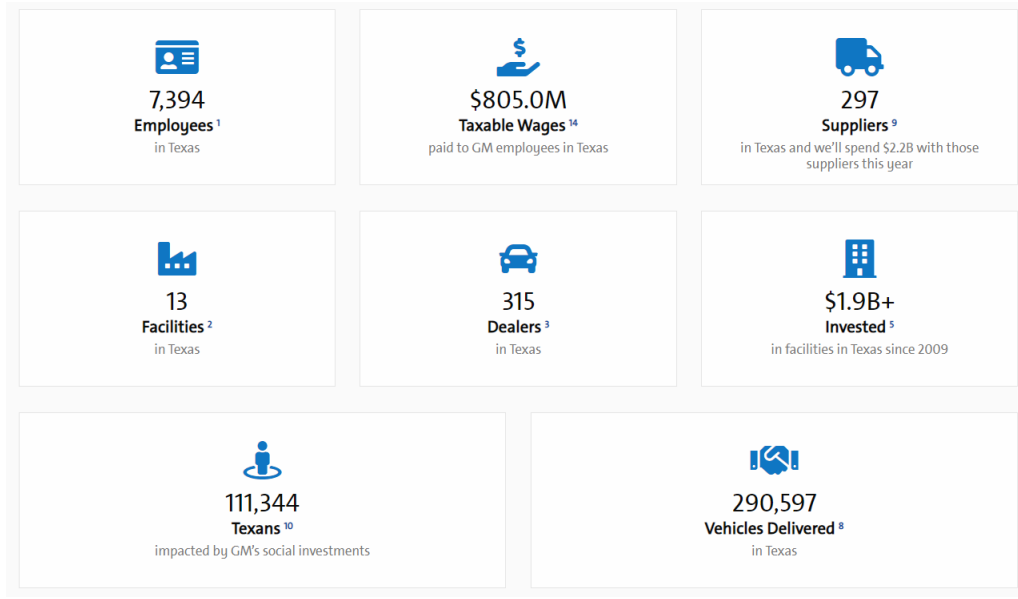 7,394
Employees 1
in Texas
$805.0M
Taxable Wages 14
paid to GM employees in Texas
297
Suppliers 9
in Texas and we'll spend $2.2B with those
suppliers this year
13
Facilities 2
in Texas
315
Dealers 3
in Texas
$1.9B+
Invested 5
in facilities in Texas since 2009
111,344
Texans 10
impacted by GM's social investments
290,597
Vehicles Delivered 8
in Texas